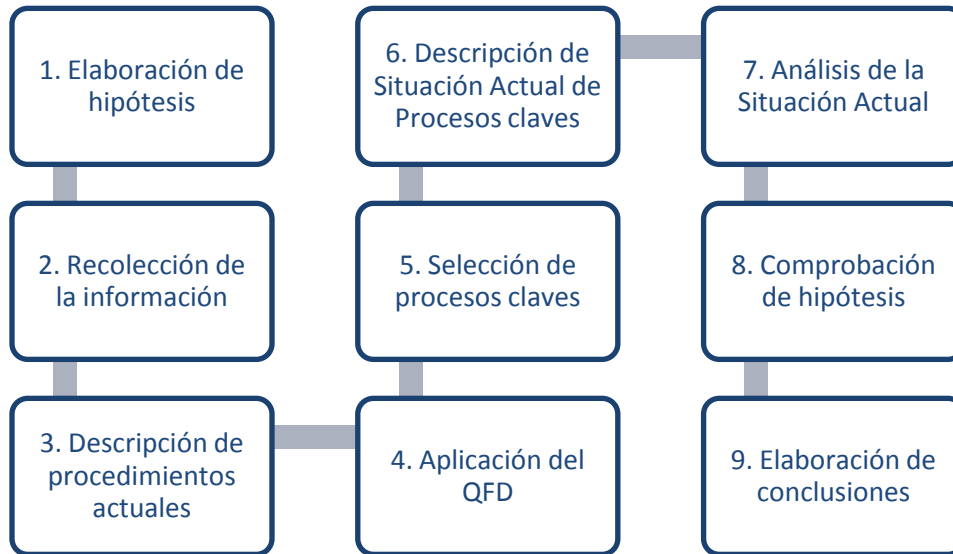 1. Elaboración de
hipótesis
2. Recolección de
la información
3. Descripción de
procedimientos
actuales
4. Aplicación del
QFD
5. Selección de
procesos claves
6. Descripción de
Situación Actual de
Procesos claves
7. Análisis de la
Situación Actual
8. Comprobación
de hipótesis
9. Elaboración de
conclusiones